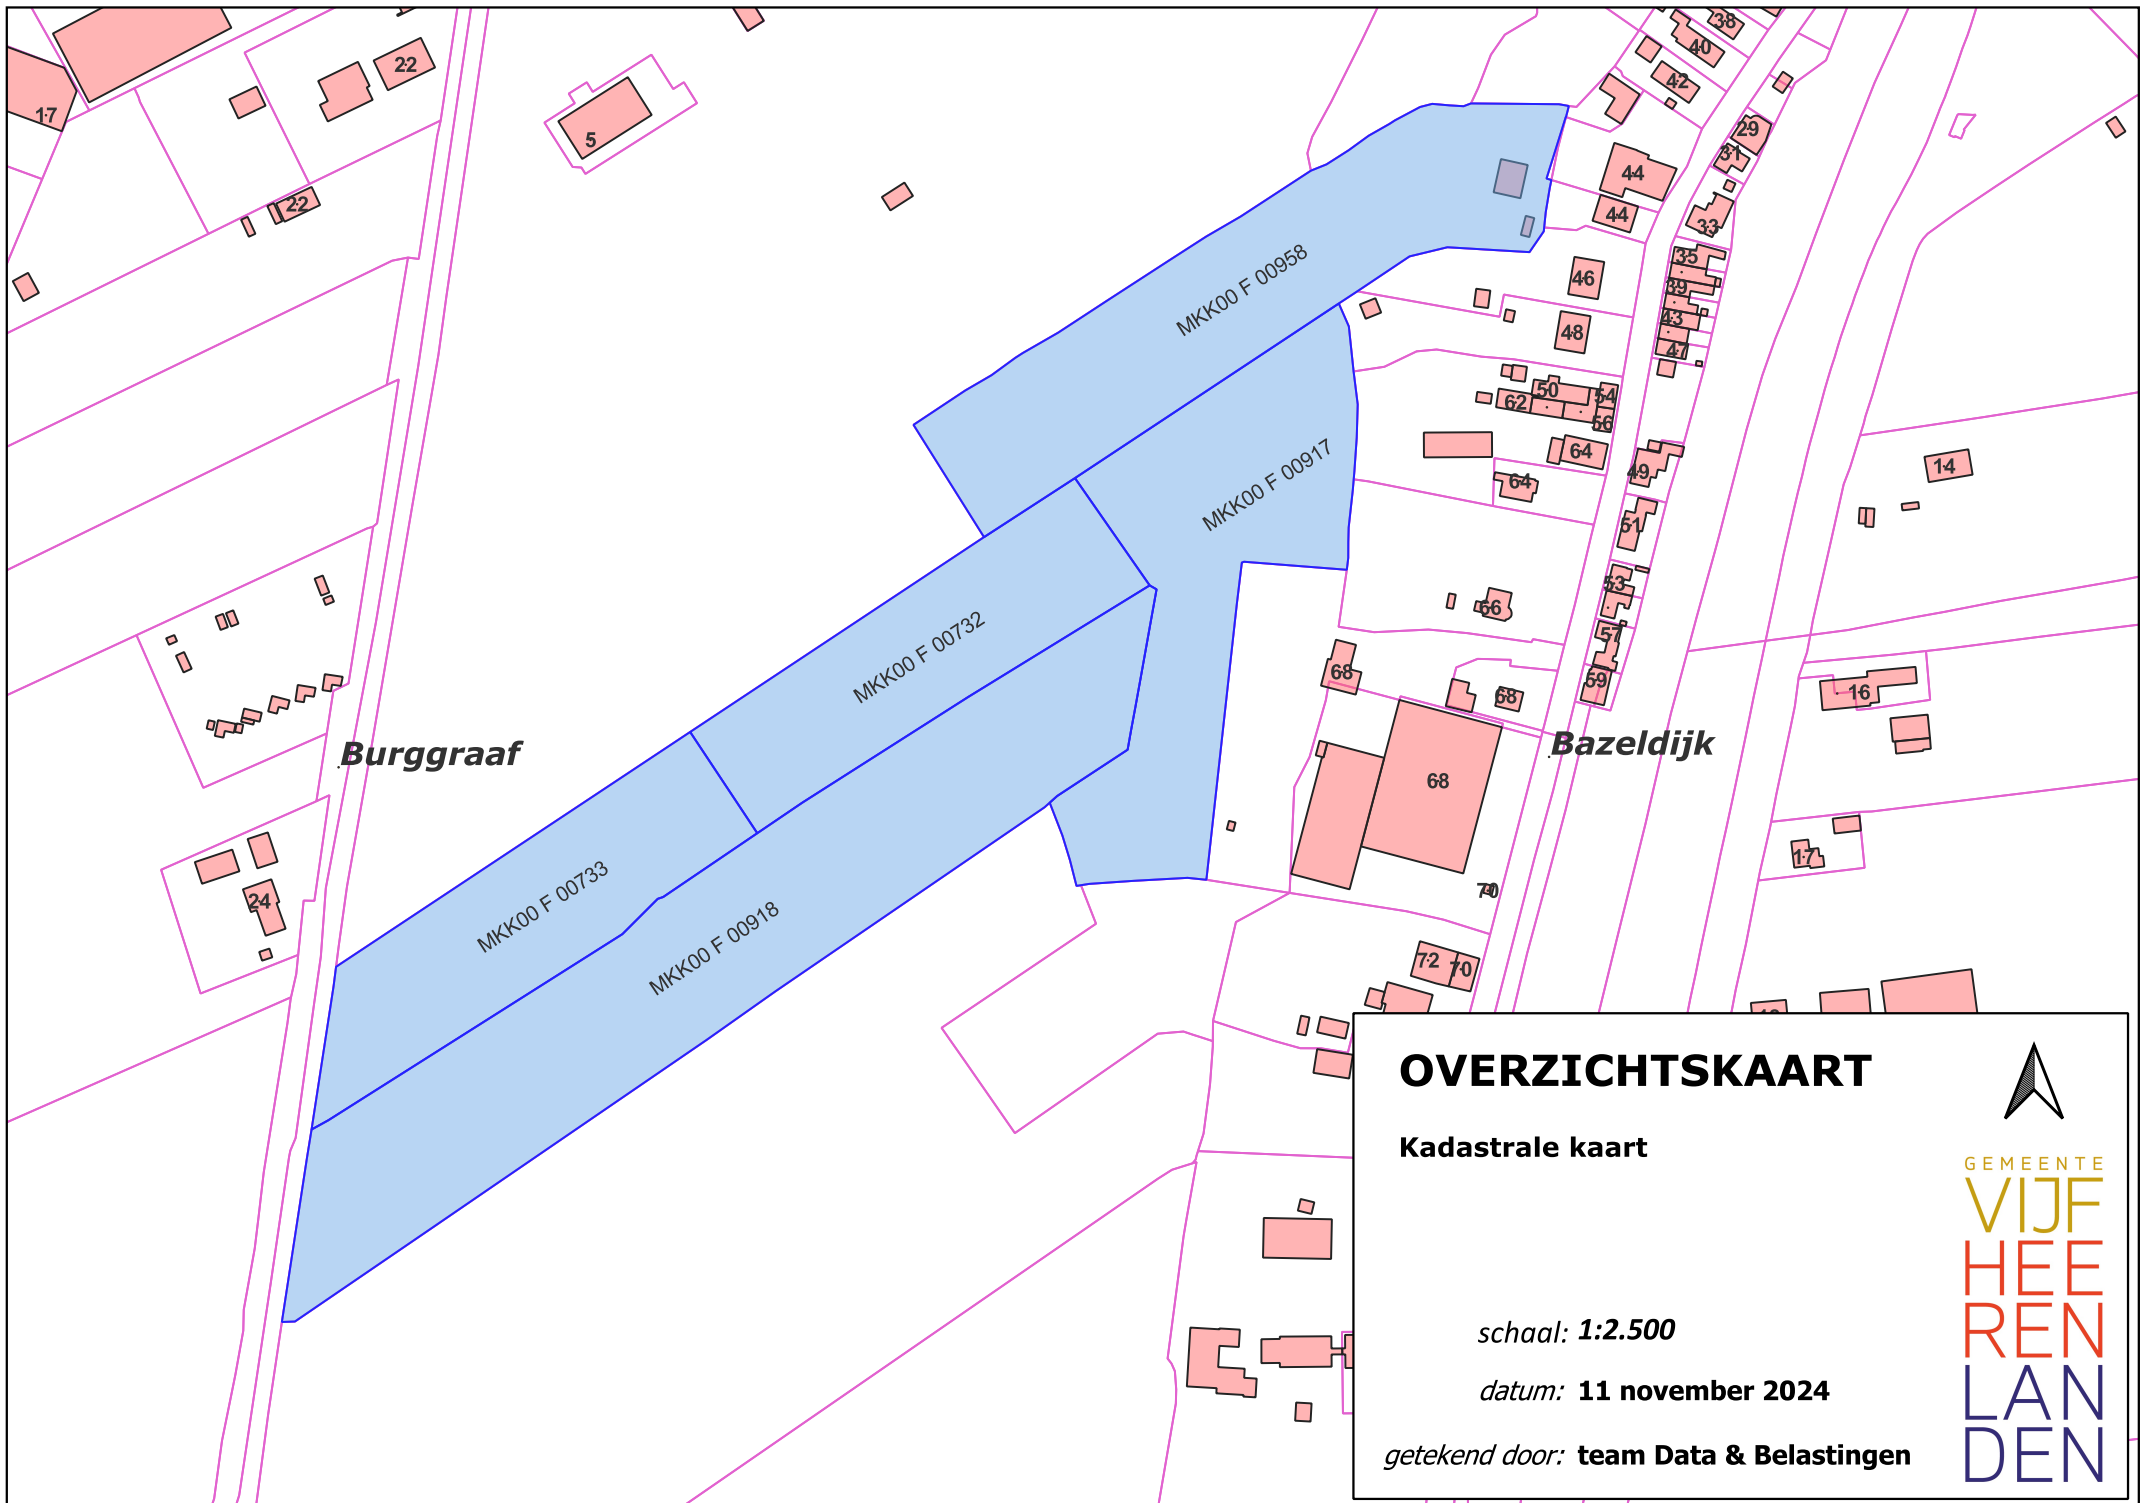 38
40
22
42
17
29
5
31
44
22
44
33
35
46
39
MKK00 F 00958
43
48
47
50
54
62
56
64
14
49
64
MKK00 F 00917
51
53
66
57
MKK00 F 00732
68
59
68
16
Burggraaf
Bazeldijk
68
17
70
24
MKK00 F 00733
MKK00 F 00918
72
70
OVERZICHTSKAART
Kadastrale kaart
GEMEENTE
VIJF
HEE
REN
LAN
DEN
schaal: 1:2.500
datum: 11 november 2024
getekend door: team Data & Belastingen